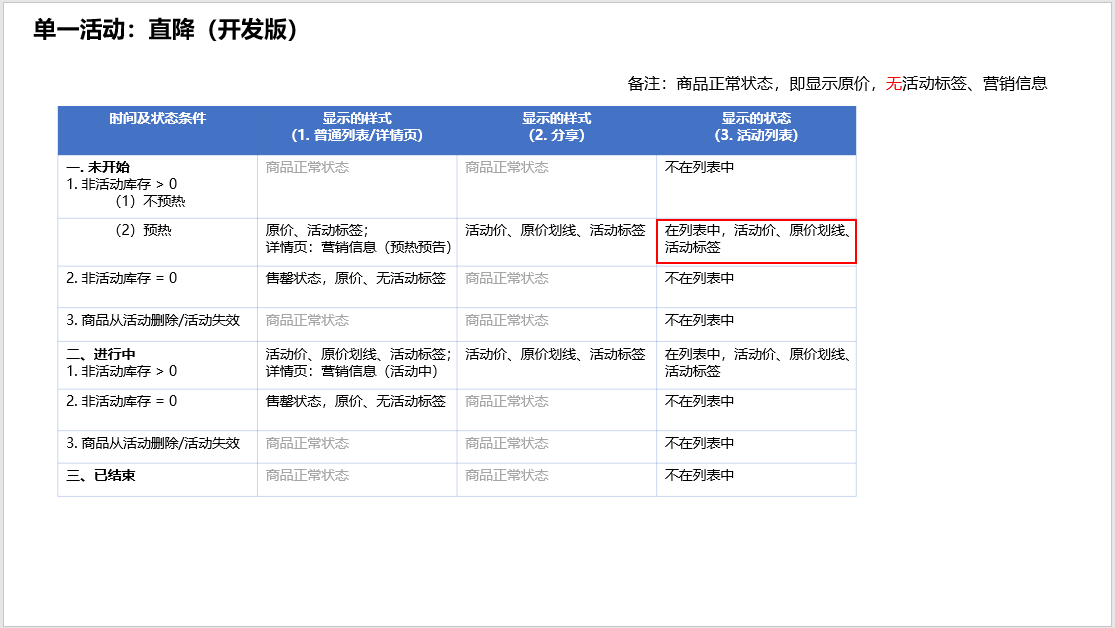 单一活动：直降（开发版）
备注：商品正常状态，即显示原价，无活动标签、营销信息
时间及状态条件
显示的样式
（1. 普通列表/详情页）
显示的样式
（2. 分享）
显示的状态
（3. 活动列表）
一. 未开始
1. 非活动库存 > 0
（1）不预热
商品正常状态
商品正常状态
不在列表中
（2）预热
原价、活动标签；
详情页：营销信息（预热预告）
活动价、原价划线、活动标签
在列表中，活动价、原价划线、
活动标签
2. 非活动库存 = 0
售罄状态，原价、无活动标签
商品正常状态
不在列表中
3. 商品从活动删除/活动失效
商品正常状态
商品正常状态
不在列表中
二、进行中
1. 非活动库存 > 0
活动价、原价划线、活动标签；
详情页：营销信息（活动中）
活动价、原价划线、活动标签
在列表中，活动价、原价划线、
活动标签
2. 非活动库存 = 0
售罄状态，原价、无活动标签
商品正常状态
不在列表中
3. 商品从活动删除/活动失效
商品正常状态
商品正常状态
不在列表中
三、已结束
商品正常状态
商品正常状态
不在列表中